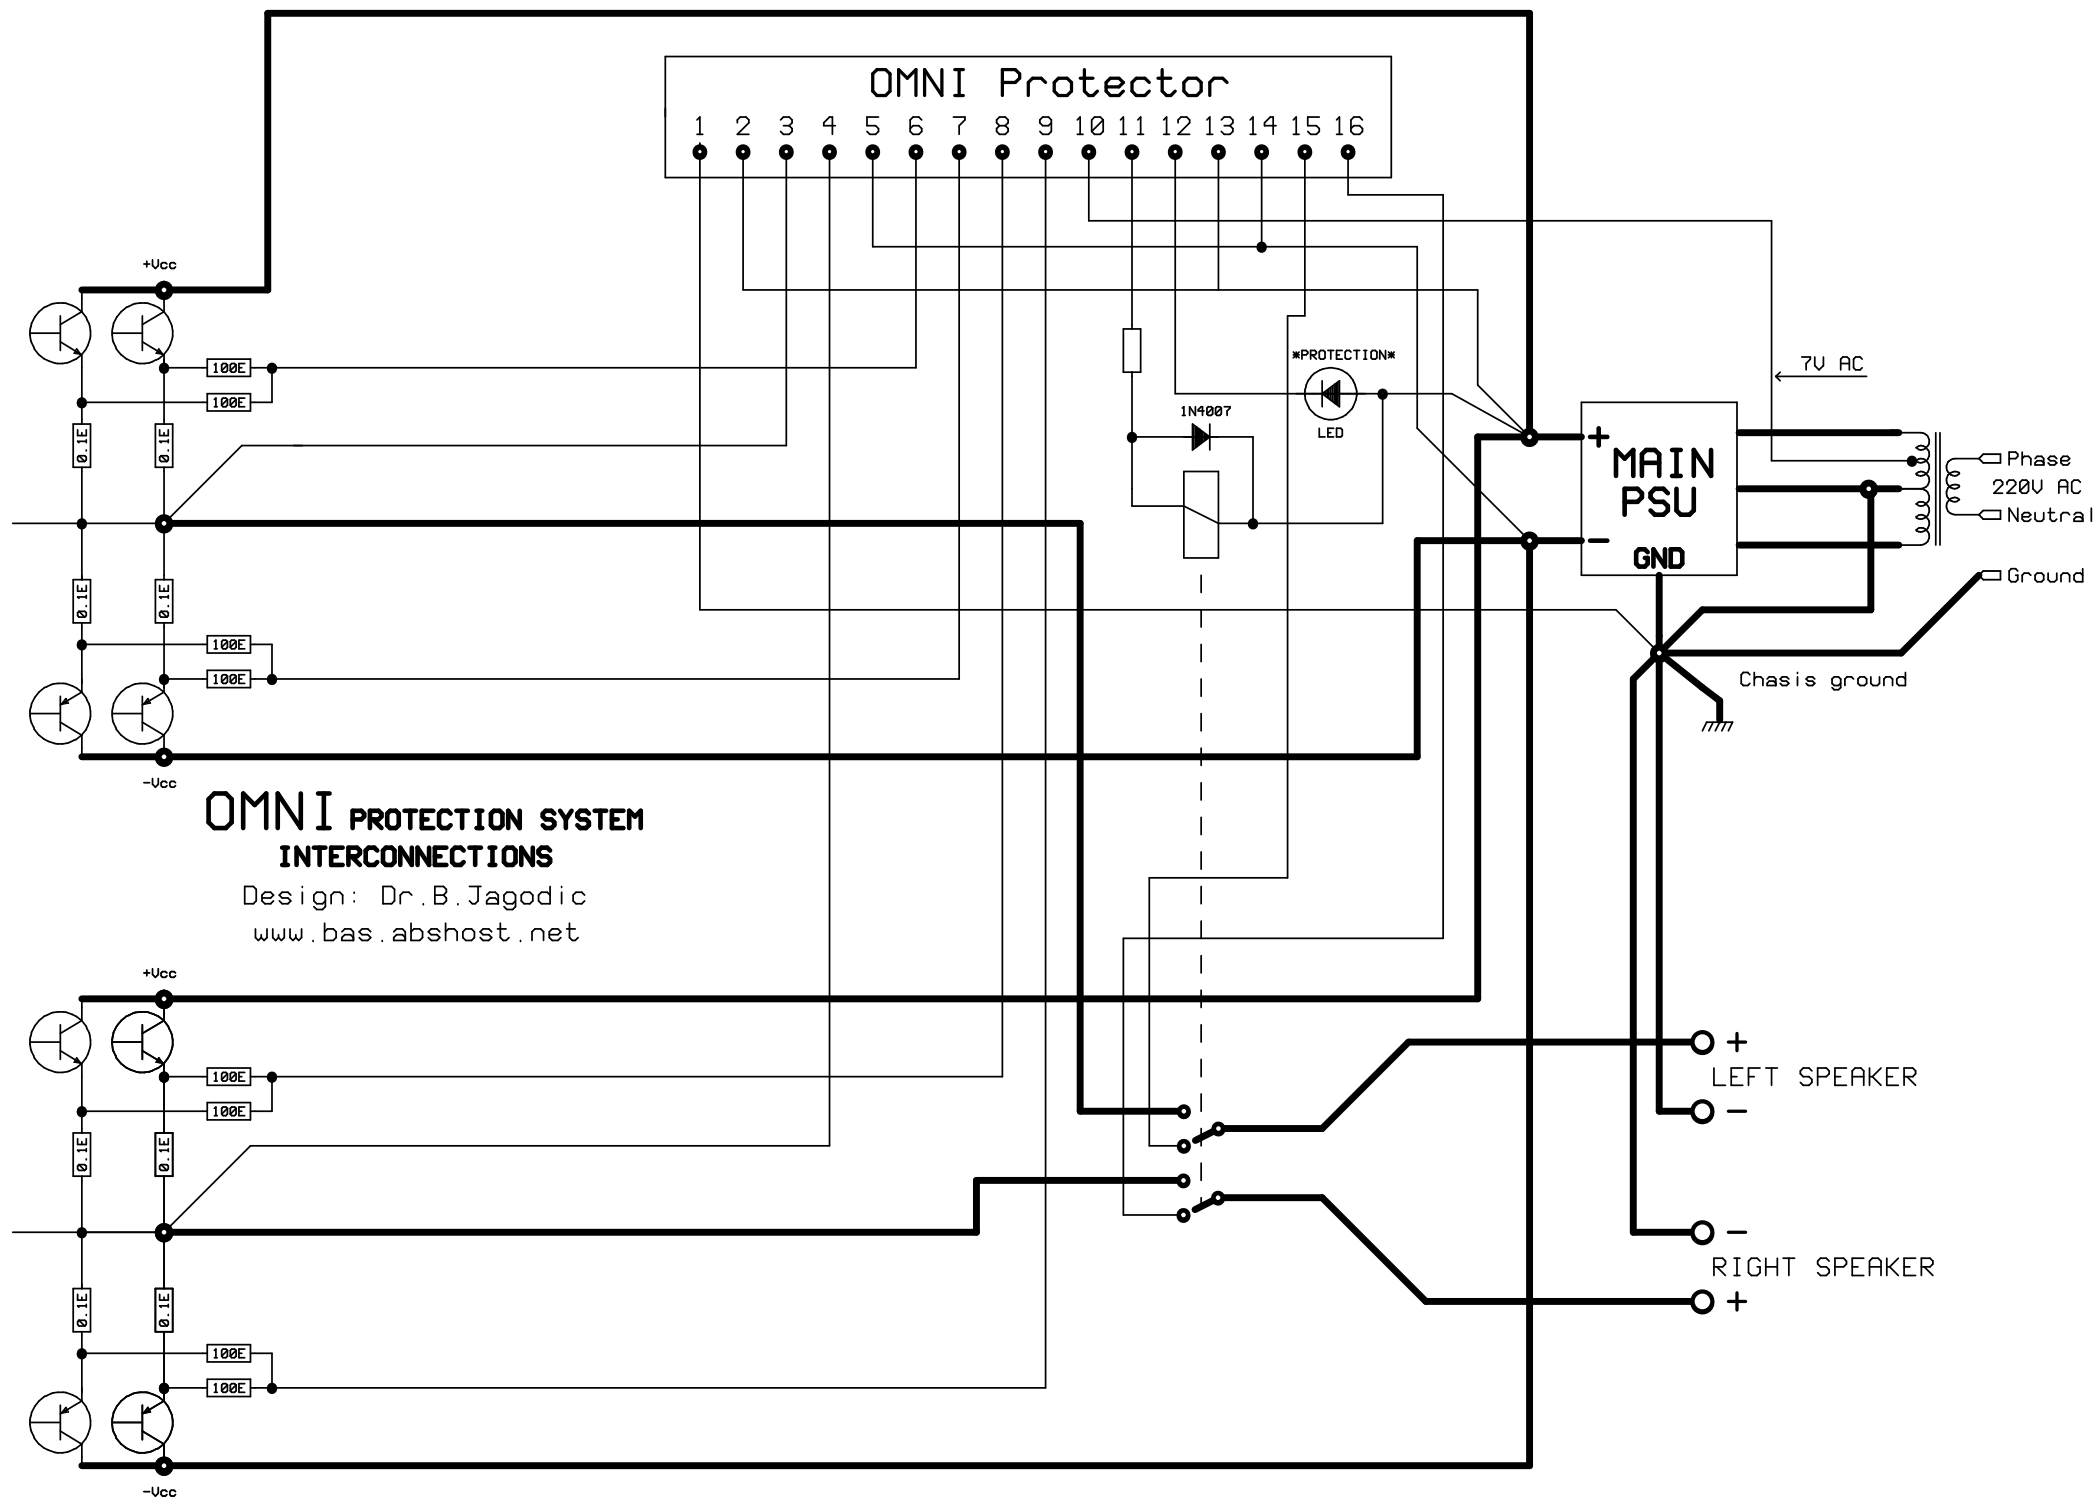 OMNI Protector
1 2 3 4 5 6 7 8 9 10 11 12 13 14 15 16
+Vcc
*PROTECTION*
7V AC
100E
100E
1N4007
LED
0.1E 0.1E
+ MAIN
PSU
-
GND
Phase
220V AC
Neutral
Ground
0.1E 0.1E
100E
100E
Chasis ground
-Vcc
OMNI PROTECTION SYSTEM
INTERCONNECTIONS
Design: Dr.B.Jagodic
www.bas.abshost.net
+Vcc
100E
100E
0.1E 0.1E
+
LEFT SPEAKER
-
-
RIGHT SPEAKER
+
0.1E 0.1E
100E
100E
-Vcc